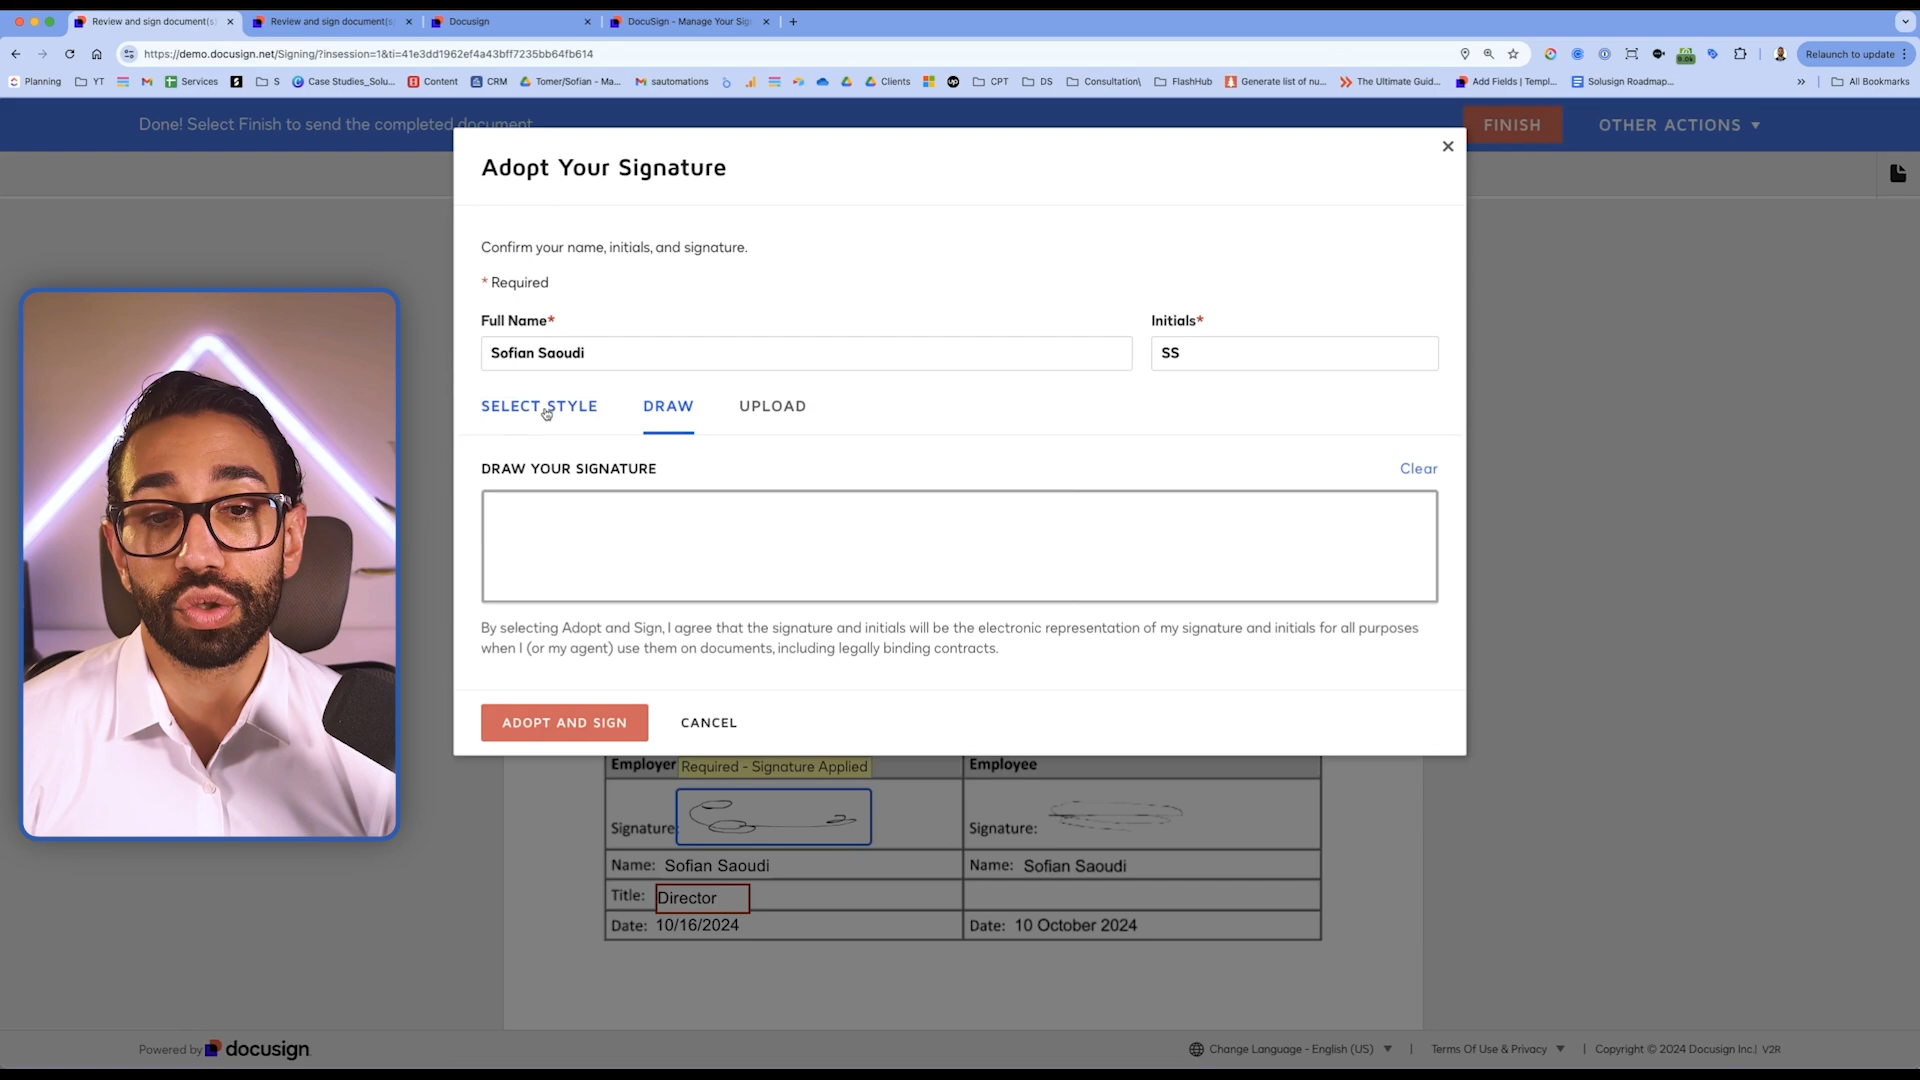 Review and sign document(s)
Review and sign document(s)
Docusign
DocuSign - Manage Your Sig
https://demo.docusign.net/Signing/?insession=1&ti=41e3dd1962ef4a43bff7235bb64fb614
Relaunch to update
Planning
YT
Services
S
Case Studies_Solu...
Content
CRM
Tomer/Sofian - Ma...
sautomations
Clients
CPT
DS
Consultation\
FlashHub
Generate list of nu...
The Ultimate Guid...
Add Fields | Templ...
Solusign Roadmap...
All Bookmarks
Done! Select Finish to send the completed document.
FINISH
OTHER ACTIONS
Adopt Your Signature
Confirm your name, initials, and signature.
* Required
Full Name*
Initials*
Sofian Saoudi
SS
SELECT STYLE
DRAW
UPLOAD
DRAW YOUR SIGNATURE
Clear
By selecting Adopt and Sign, I agree that the signature and initials will be the electronic representation of my signature and initials for all purposes
when I (or my agent) use them on documents, including legally binding contracts.
ADOPT AND SIGN
CANCEL
Employer
Required - Signature Applied
Employee
Signature:
Signature:
Name: Sofian Saoudi
Name: Sofian Saoudi
Title: Director
Date: 10/16/2024
Date: 10 October 2024
Powered by docusign
Change Language - English (US)
Terms Of Use & Privacy
Copyright © 2024 Docusign Inc.
V2R